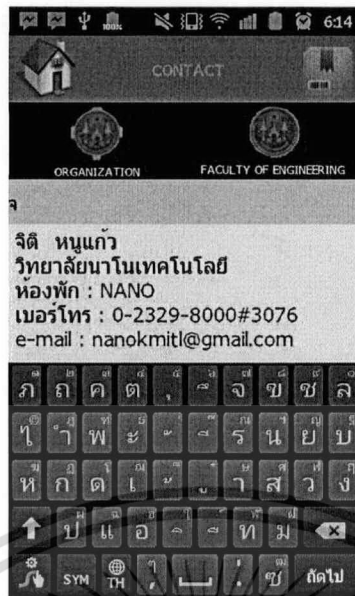 100%
6:14
CONTACT
ORGANIZATION FACULTY OF ENGINEERING
จ
จิติ หนูแก้ว
วิทยาลัยนาโนเทคโนโลยี
ห้องพัก : NANO
เบอร์โทร : 0-2329-8000#3076
e-mail : nanokmitl@gmail.com
ภ ถ ุ ึ ค ต จ ข ช ล
ๆ ำ พ ะ ั ี ร น ย บ
ห ก ด เ ้ ่ า ส ว ง
ป แ อ ิ ื ท ม
SYM TH ใ . ฃ ถัดไป